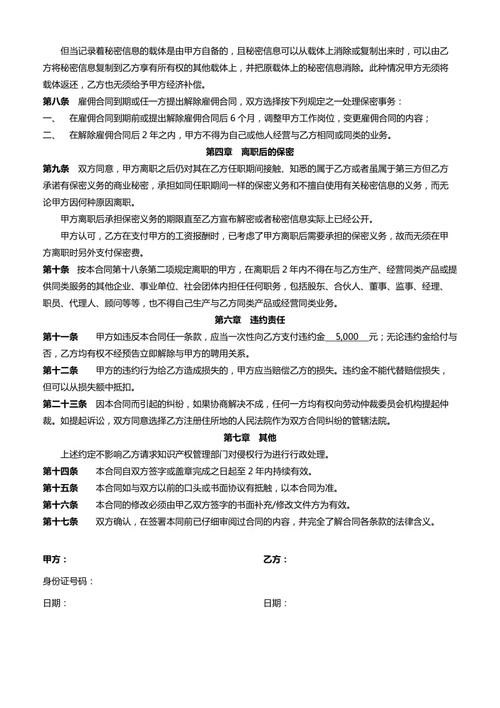 但当记录着秘密信息的载体是由甲方自备的，且秘密信息可以从载体上消除或复制出来时，可以由乙
方将秘密信息复制到乙方享有所有权的其他载体上，并把原载体上的秘密信息消除。此种情况甲方无须将
载体返还，乙方也无须给予甲方经济补偿。
第八条 雇佣合同到期或任一方提出解除雇佣合同，双方选择按下列规定之一处理保密事务：
一、 在雇佣合同到期前或提出解除雇佣合同后 6 个月，调整甲方工作岗位，变更雇佣合同的内容；
二、 在解除雇佣合同后 2 年之内，甲方不得为自己或他人经营与乙方相同或同类的业务。
第四章 离职后的保密
第九条 双方同意，甲方离职之后仍对其在乙方任职期间接触、知悉的属于乙方或者虽属于第三方但乙方
承诺有保密义务的商业秘密，承担如同任职期间一样的保密义务和不擅自使用有关秘密信息的义务，而无
论甲方因何种原因离职。
甲方离职后承担保密义务的期限直至乙方宣布解密或者秘密信息实际上已经公开。
甲方认可，乙方在支付甲方的工资报酬时，已考虑了甲方离职后需要承担的保密义务，故而无须在甲
方离职时另外支付保密费。
第十条 按本合同第十八条第二项规定离职的甲方，在离职后 2 年内不得在与乙方生产、经营同类产品或提
供同类服务的其他企业、事业单位、社会团体内担任任何职务，包括股东、合伙人、董事、监事、经理、
职员、代理人、顾问等等，也不得自己生产与乙方同类产品或经营同类业务。
第六章 违约责任
第十一条 甲方如违反本合同任一条款，应当一次性向乙方支付违约金 5,000 元；无论违约金给付与
否，乙方均有权不经预告立即解除与甲方的聘用关系。
第十二条 甲方的违约行为给乙方造成损失的，甲方应当赔偿乙方的损失。违约金不能代替赔偿损失，
但可以从损失额中抵扣。
第二十三条 因本合同而引起的纠纷，如果协商解决不成，任何一方均有权向劳动仲裁委员会机构提起仲
裁。如提起诉讼，双方同意选择乙方注册住所地的人民法院作为双方合同纠纷的管辖法院。
第七章 其他
上述约定不影响乙方请求知识产权管理部门对侵权行为进行行政处理。
第十四条 本合同自双方签字或盖章完成之日起至 2 年内持续有效。
第十五条 本合同如与双方以前的口头或书面协议有抵触，以本合同为准。
第十六条 本合同的修改必须由甲乙双方签字的书面补充/修改文件方为有效。
第十七条 双方确认，在签署本同前已仔细审阅过合同的内容，并完全了解合同各条款的法律含义。
甲方： 乙方：
身份证号码：
日期： 日期：